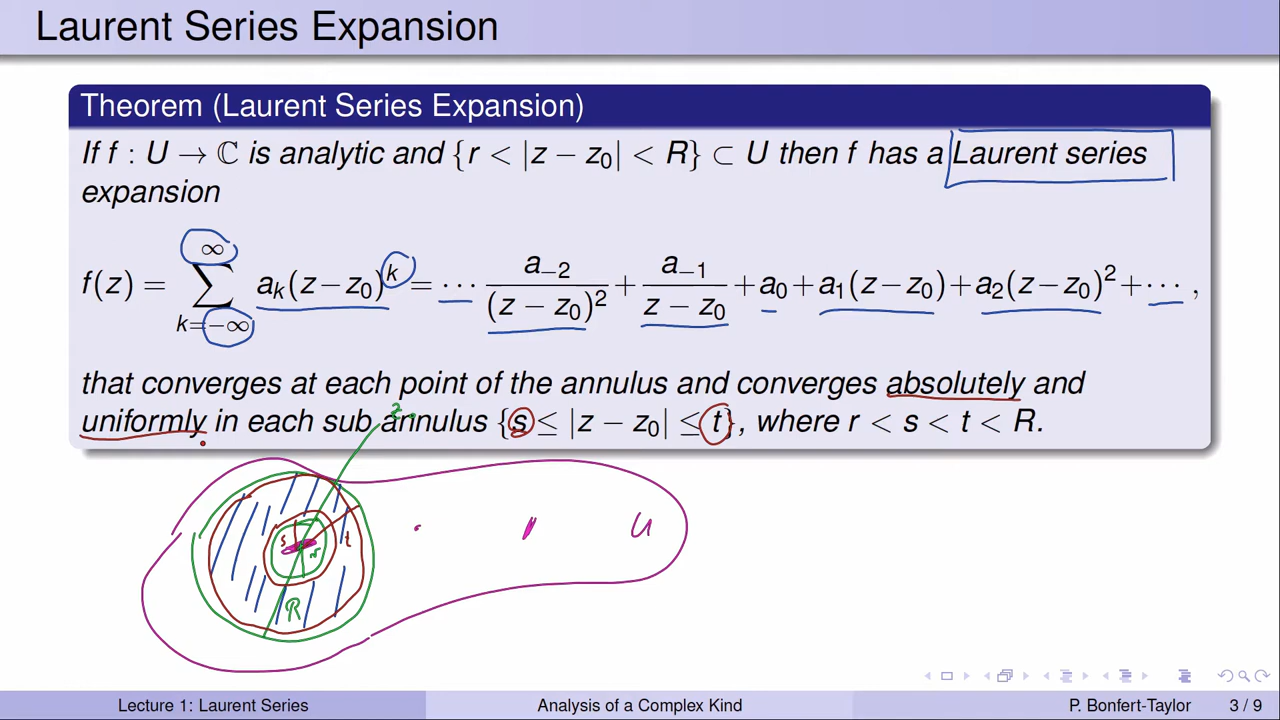 Laurent Series Expansion
Theorem (Laurent Series Expansion)
If f : U → ℂ is analytic and {r < |z − z₀| < R} ⊂ U then f has a Laurent series
expansion
f(z) = ∑_{k=−∞}^{∞} a_k(z−z₀)^k = ⋯ a₋₂/(z − z₀)² + a₋₁/(z − z₀) + a₀ + a₁(z−z₀) + a₂(z−z₀)² + ⋯ ,
that converges at each point of the annulus and converges absolutely and
uniformly in each sub annulus {s ≤ |z − z₀| ≤ t}, where r < s < t < R.
z₀
s t U
r
R
Lecture 1: Laurent Series Analysis of a Complex Kind P. Bonfert-Taylor 3 / 9